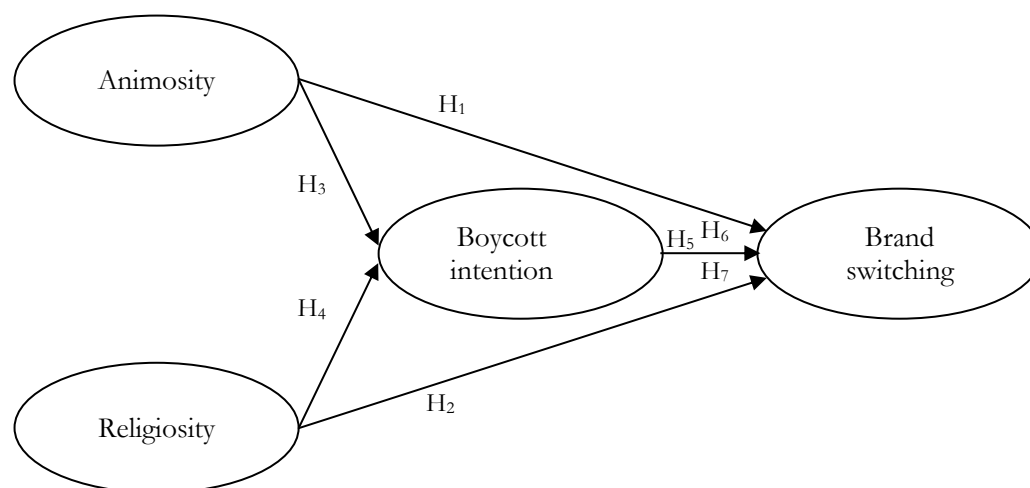 Animosity
H₁
H₃
Boycott
intention
H₅
H₆
H₇
Brand
switching
H₄
H₂
Religiosity